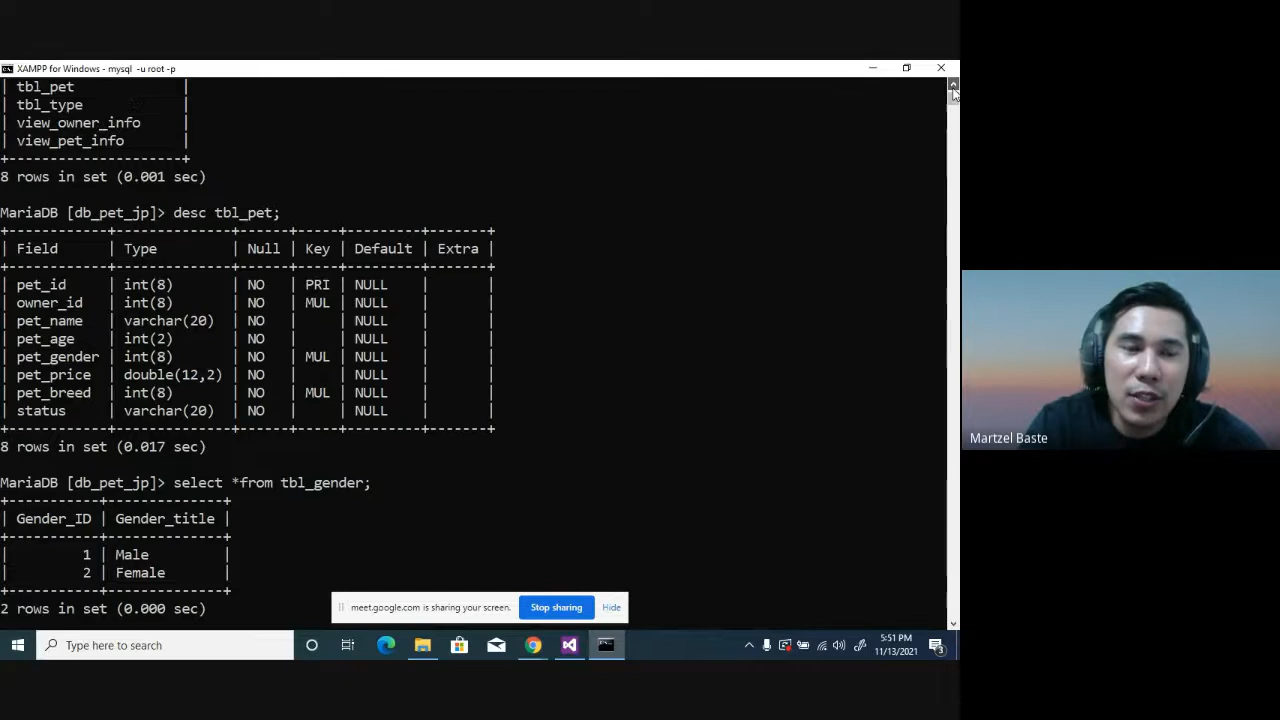 XAMPP for Windows - mysql -u root -p
| tbl_pet |
| tbl_type |
| view_owner_info |
| view_pet_info |
+---------------------+
8 rows in set (0.001 sec)
MariaDB [db_pet_jp]> desc tbl_pet;
+------------+--------------+------+-----+---------+-------+
| Field | Type | Null | Key | Default | Extra |
+------------+--------------+------+-----+---------+-------+
| pet_id | int(8) | NO | PRI | NULL | |
| owner_id | int(8) | NO | MUL | NULL | |
| pet_name | varchar(20) | NO | | NULL | |
| pet_age | int(2) | NO | | NULL | |
| pet_gender | int(8) | NO | MUL | NULL | |
| pet_price | double(12,2) | NO | | NULL | |
| pet_breed | int(8) | NO | MUL | NULL | |
| status | varchar(20) | NO | | NULL | |
+------------+--------------+------+-----+---------+-------+
8 rows in set (0.017 sec)
MariaDB [db_pet_jp]> select *from tbl_gender;
+-----------+--------------+
| Gender_ID | Gender_title |
+-----------+--------------+
| 1 | Male |
| 2 | Female |
+-----------+--------------+
2 rows in set (0.000 sec)
meet.google.com is sharing your screen. Stop sharing Hide
Martzel Baste
Type here to search
5:51 PM
11/13/2021
3